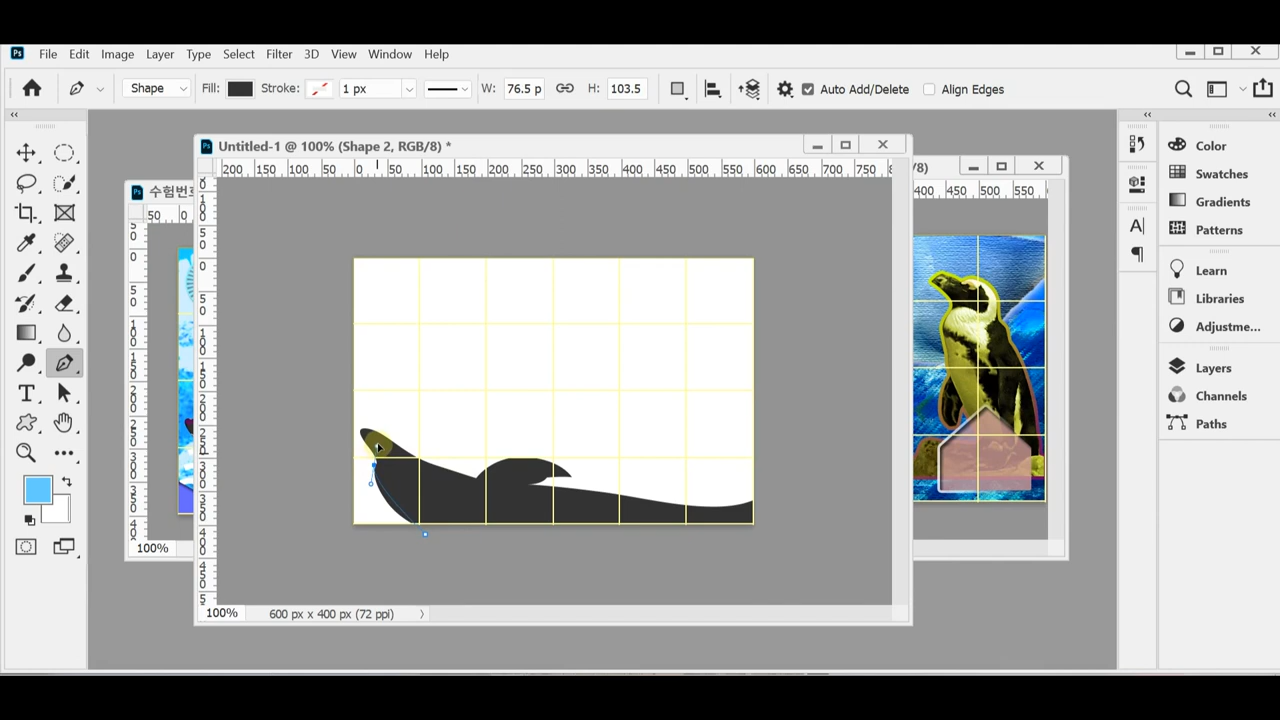 Ps File Edit Image Layer Type Select Filter 3D View Window Help
Shape Fill: Stroke: 1 px W: 76.5 p H: 103.5 Auto Add/Delete Align Edges
Untitled-1 @ 100% (Shape 2, RGB/8) *
수험번호
/8)
200 150 100 50 0 50 100 150 200 250 300 350 400 450 500 550 600 650 700 750
400 450 500 550
50 0
Color
Swatches
Gradients
Patterns
Learn
Libraries
Adjustme...
Layers
Channels
Paths
100%
100% 600 px x 400 px (72 ppi)